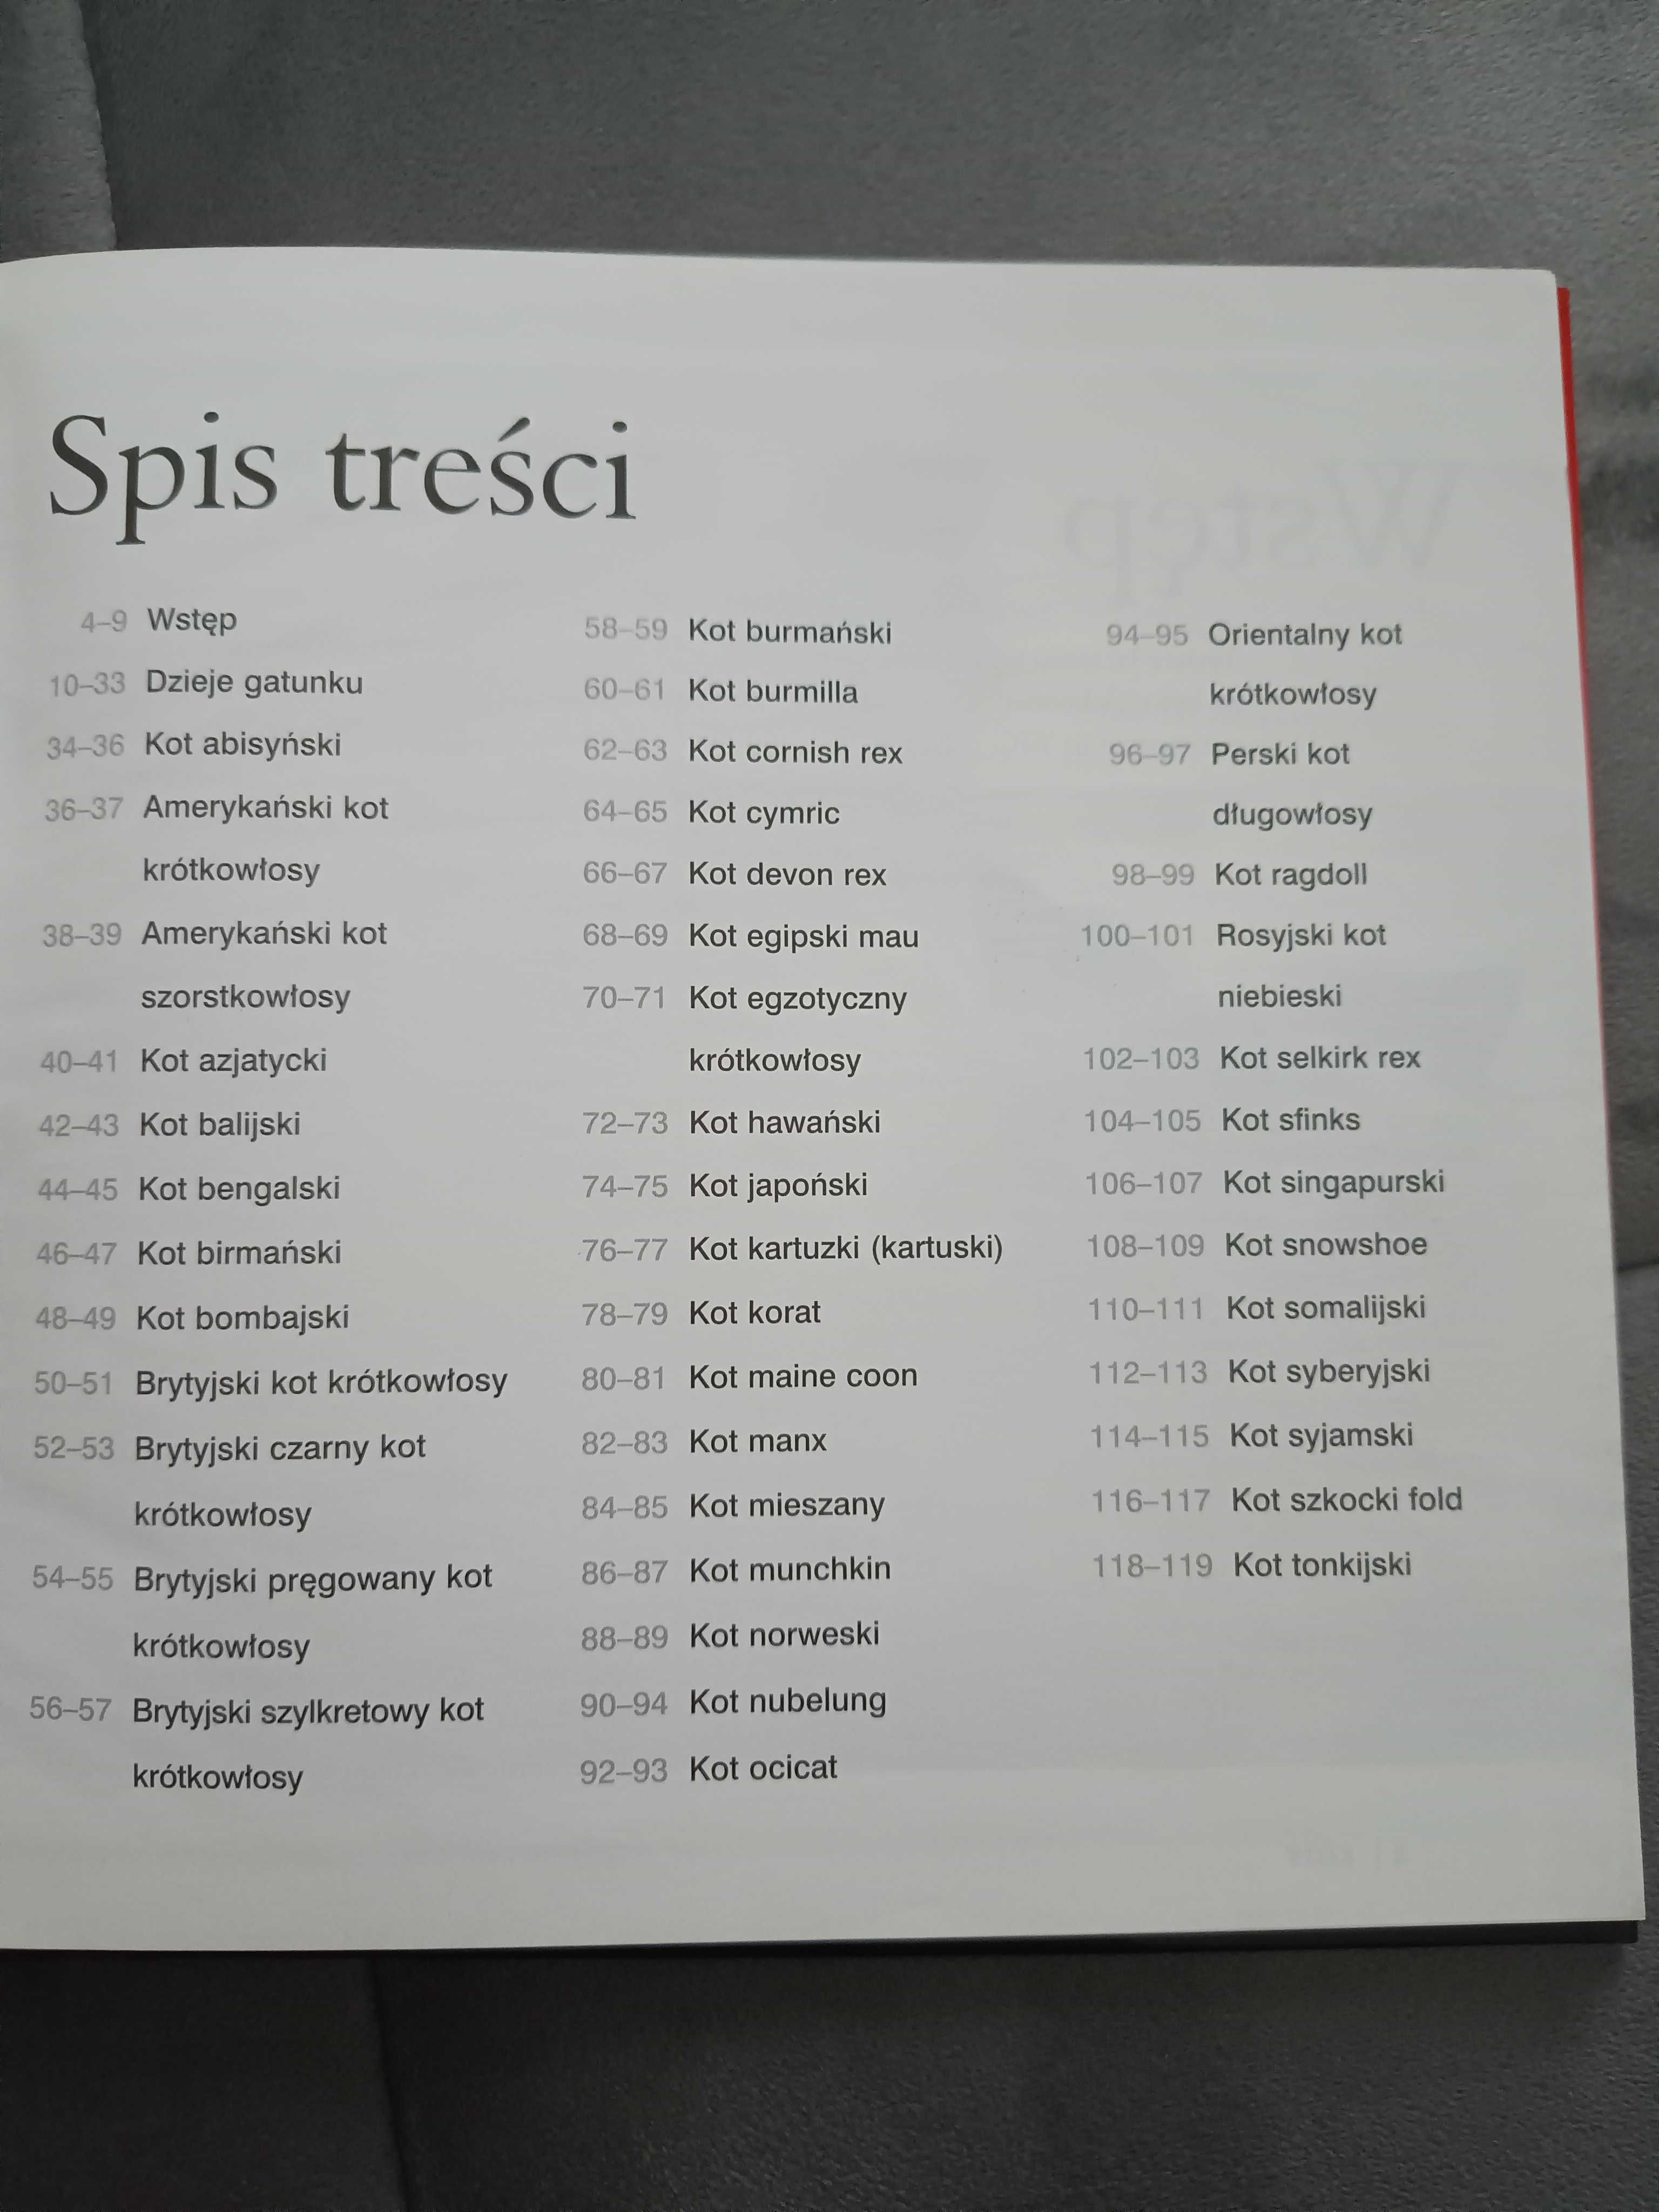 Spis treści
4–9 Wstęp
10–33 Dzieje gatunku
34–36 Kot abisyński
36–37 Amerykański kot
krótkowłosy
38–39 Amerykański kot
szorstkowłosy
40–41 Kot azjatycki
42–43 Kot balijski
44–45 Kot bengalski
46–47 Kot birmański
48–49 Kot bombajski
50–51 Brytyjski kot krótkowłosy
52–53 Brytyjski czarny kot
krótkowłosy
54–55 Brytyjski pręgowany kot
krótkowłosy
56–57 Brytyjski szylkretowy kot
krótkowłosy
58–59 Kot burmański
60–61 Kot burmilla
62–63 Kot cornish rex
64–65 Kot cymric
66–67 Kot devon rex
68–69 Kot egipski mau
70–71 Kot egzotyczny
krótkowłosy
72–73 Kot hawański
74–75 Kot japoński
76–77 Kot kartuzki (kartuski)
78–79 Kot korat
80–81 Kot maine coon
82–83 Kot manx
84–85 Kot mieszany
86–87 Kot munchkin
88–89 Kot norweski
90–94 Kot nubelung
92–93 Kot ocicat
94–95 Orientalny kot
krótkowłosy
96–97 Perski kot
długowłosy
98–99 Kot ragdoll
100–101 Rosyjski kot
niebieski
102–103 Kot selkirk rex
104–105 Kot sfinks
106–107 Kot singapurski
108–109 Kot snowshoe
110–111 Kot somalijski
112–113 Kot syberyjski
114–115 Kot syjamski
116–117 Kot szkocki fold
118–119 Kot tonkijski